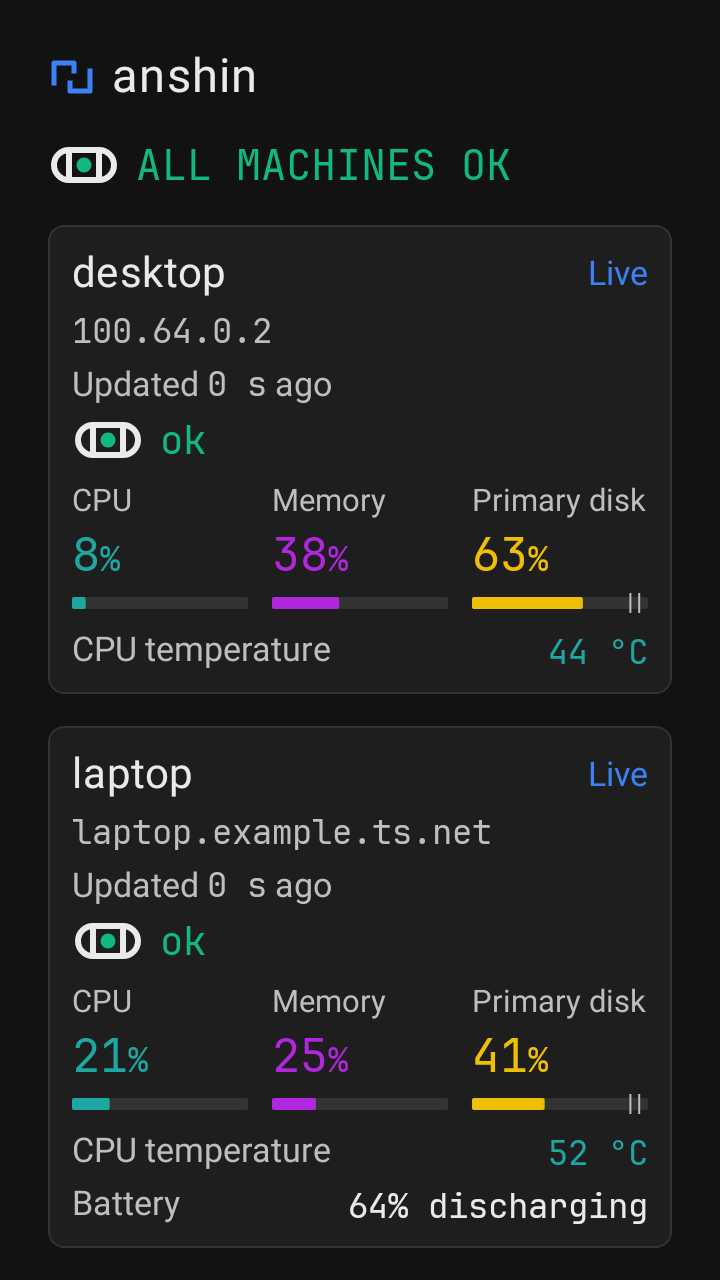 anshin
ALL MACHINES OK
desktop Live
100.64.0.2
Updated 0 s ago
ok
CPU Memory Primary disk
8% 38% 63%
CPU temperature 44 °C
laptop Live
laptop.example.ts.net
Updated 0 s ago
ok
CPU Memory Primary disk
21% 25% 41%
CPU temperature 52 °C
Battery 64% discharging